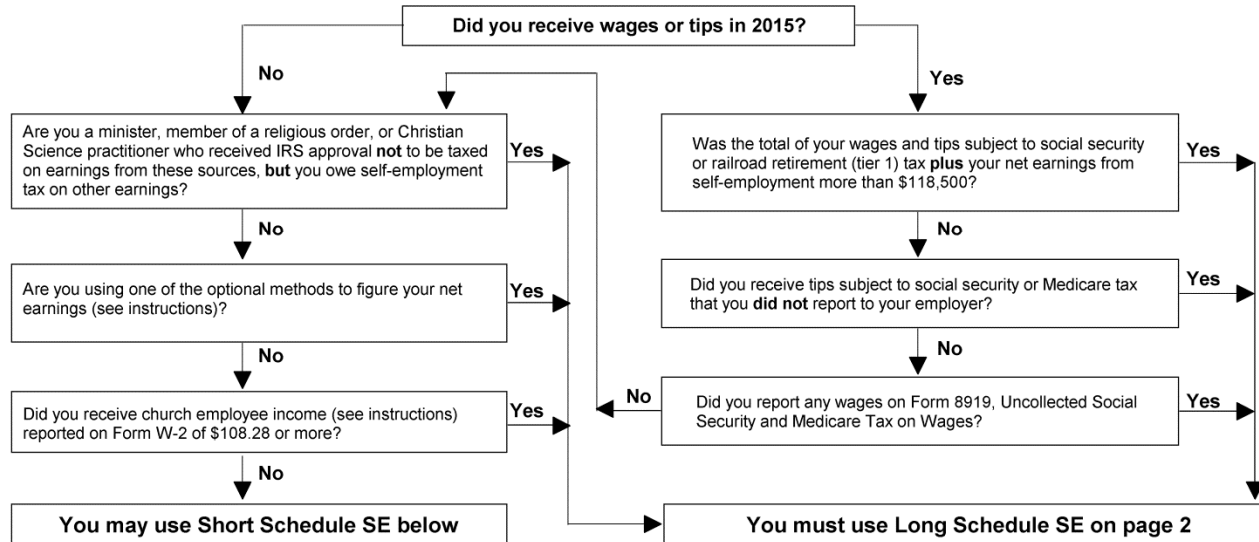 Did you receive wages or tips in 2015?
No
Yes
Are you a minister, member of a religious order, or Christian
Science practitioner who received IRS approval not to be taxed
on earnings from these sources, but you owe self-employment
tax on other earnings?
Yes
No
Are you using one of the optional methods to figure your net
earnings (see instructions)?
Yes
No
Did you receive church employee income (see instructions)
reported on Form W-2 of $108.28 or more?
Yes
No
You may use Short Schedule SE below
Was the total of your wages and tips subject to social security
or railroad retirement (tier 1) tax plus your net earnings from
self-employment more than $118,500?
Yes
No
Did you receive tips subject to social security or Medicare tax
that you did not report to your employer?
Yes
No
No
Did you report any wages on Form 8919, Uncollected Social
Security and Medicare Tax on Wages?
Yes
You must use Long Schedule SE on page 2